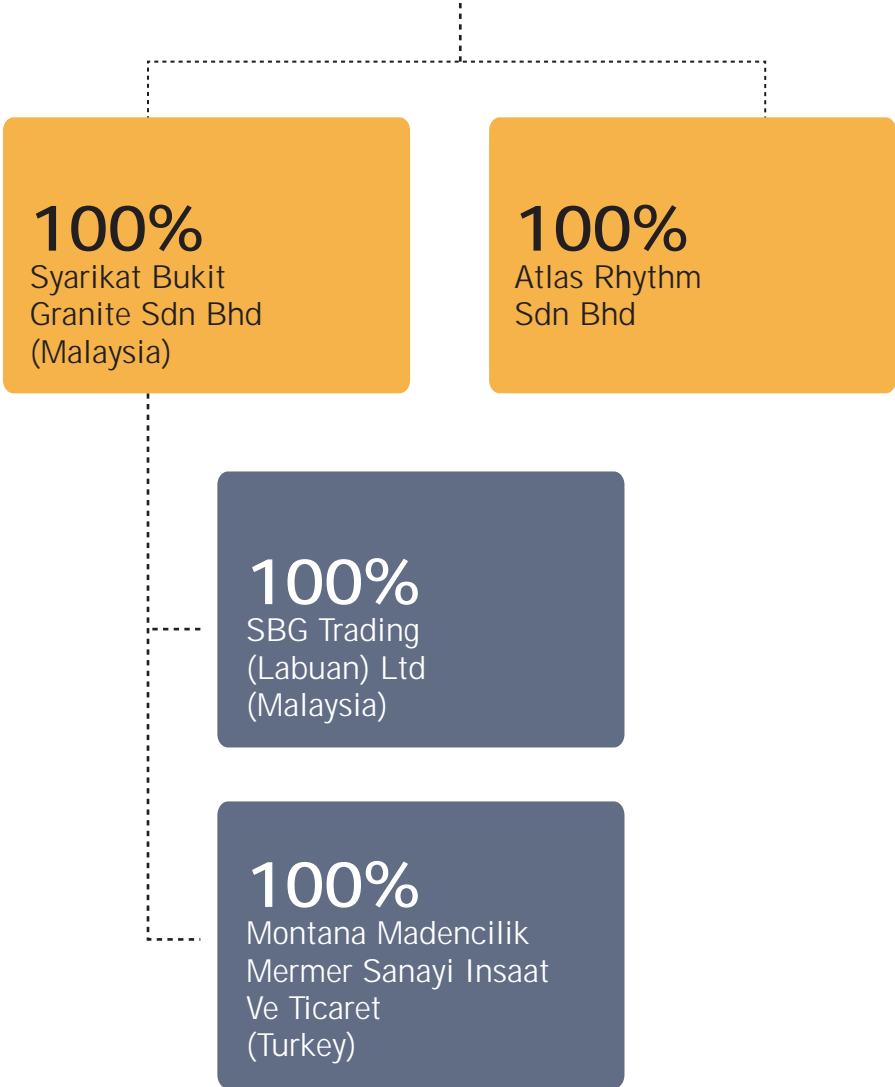 100%
Syarikat Bukit
Granite Sdn Bhd
(Malaysia)
100%
Atlas Rhythm
Sdn Bhd
100%
SBG Trading
(Labuan) Ltd
(Malaysia)
100%
Montana Madencilik
Mermer Sanayi Insaat
Ve Ticaret
(Turkey)